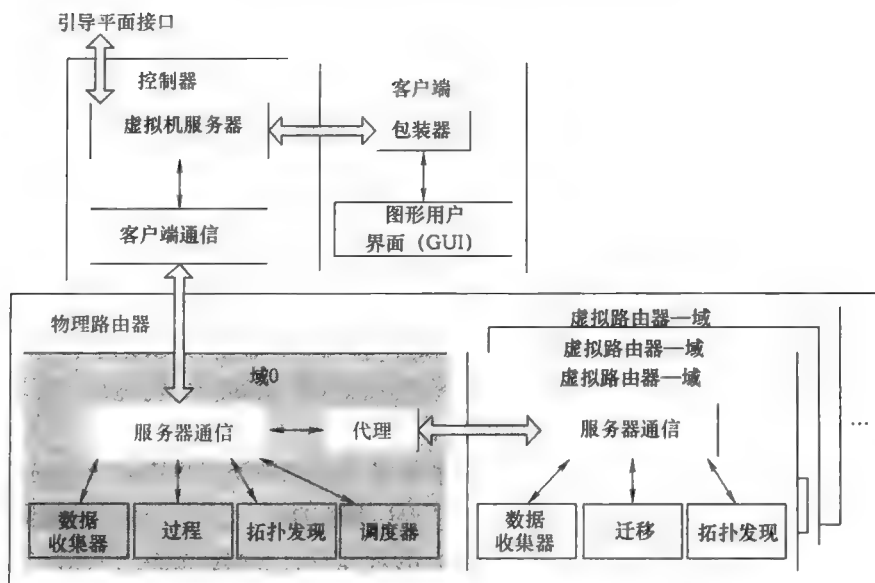 引导平面接口
控制器
客户端
虚拟机服务器
包装器
客户端通信
图形用户
界面（GUI）
物理路由器
虚拟路由器—域
虚拟路由器—域
虚拟路由器—域
域0
服务器通信
代理
服务器通信
…
数据
收集器
过程
拓扑发现
调度器
数据
收集器
迁移
拓扑发现